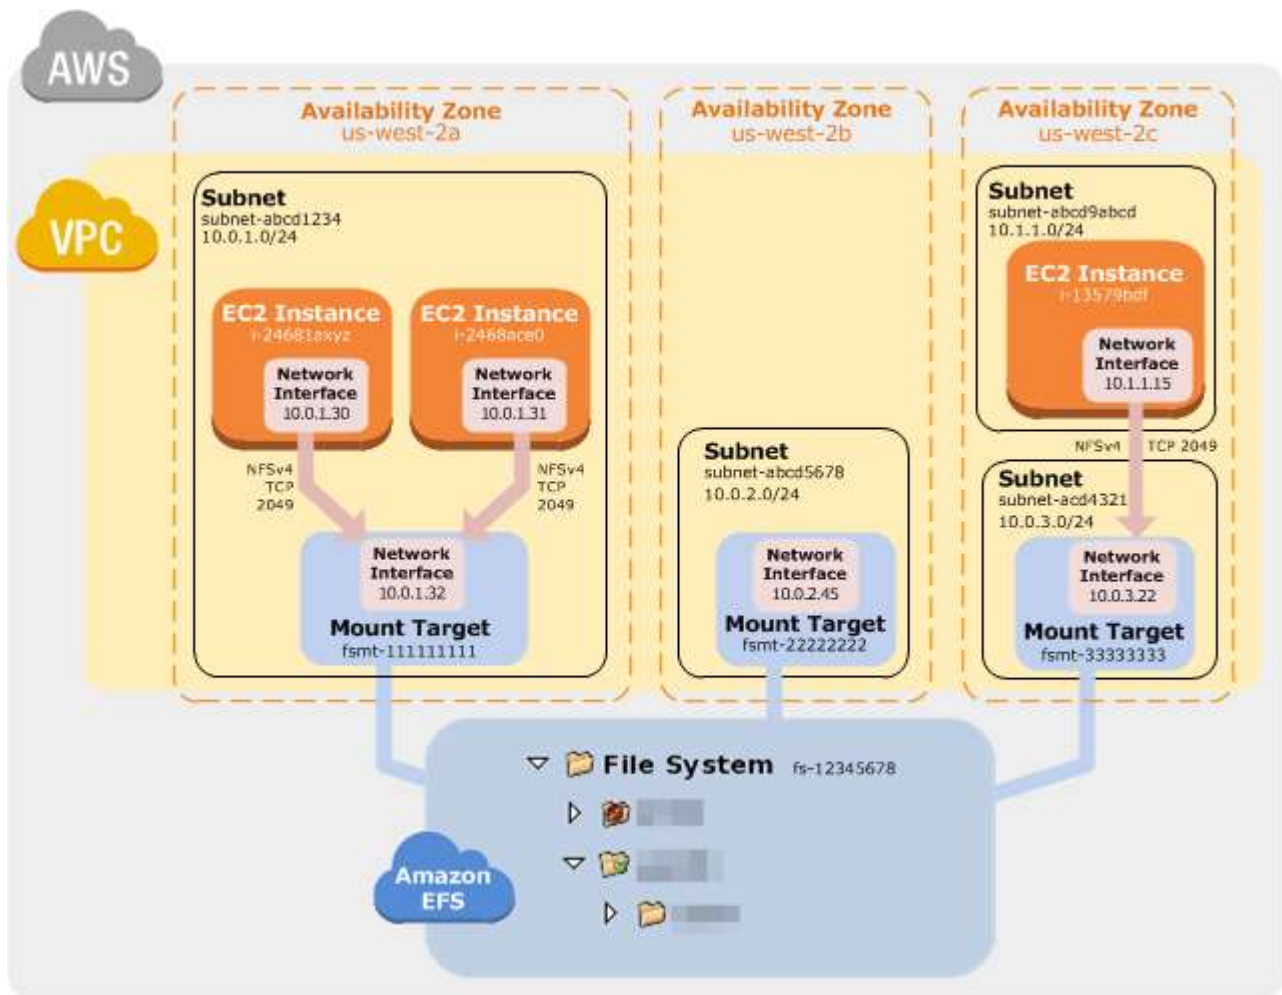 AWS
Availability Zone
us-west-2a
Availability Zone
us-west-2b
Availability Zone
us-west-2c
VPC
Subnet
subnet-abcd1234
10.0.1.0/24
EC2 Instance
i-24681axyz
Network
Interface
10.0.1.30
EC2 Instance
i-2468ace0
Network
Interface
10.0.1.31
NFSv4
TCP
2049
NFSv4
TCP
2049
Network
Interface
10.0.1.32
Mount Target
fsmt-111111111
Subnet
subnet-abcd5678
10.0.2.0/24
Network
Interface
10.0.2.45
Mount Target
fsmt-22222222
Subnet
subnet-abcd9abcd
10.1.1.0/24
EC2 Instance
i-13579bdf
Network
Interface
10.1.1.15
NFSv4 TCP 2049
Subnet
subnet-acd4321
10.0.3.0/24
Network
Interface
10.0.3.22
Mount Target
fsmt-33333333
File System fs-12345678
Amazon
EFS